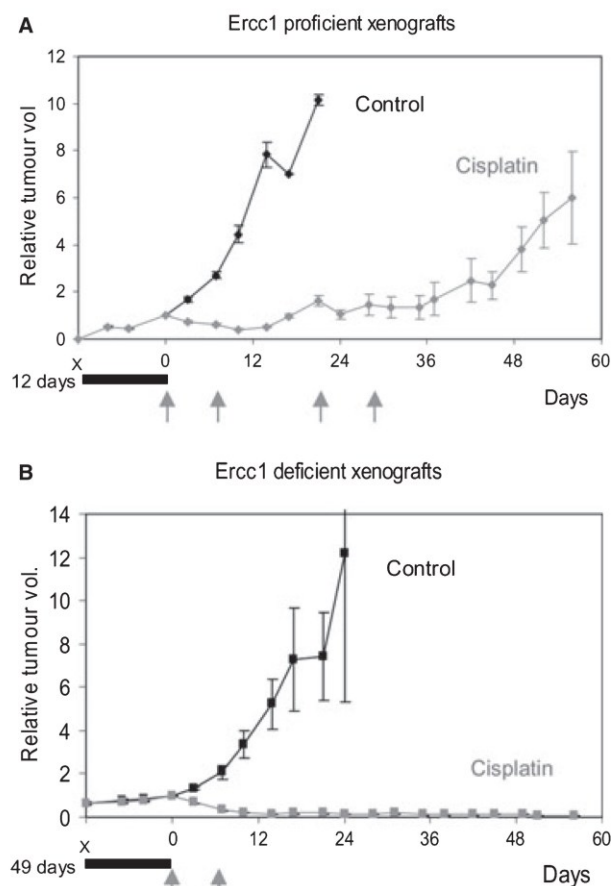 A
Ercc1 proficient xenografts
Relative tumour vol
12
10
8
6
4
2
0
Control
Cisplatin
X
0 12 24 36 48 60
12 days
Days
B
Ercc1 deficient xenografts
Relative tumour vol.
14
12
10
8
6
4
2
0
Control
Cisplatin
X
0 12 24 36 48 60
49 days
Days